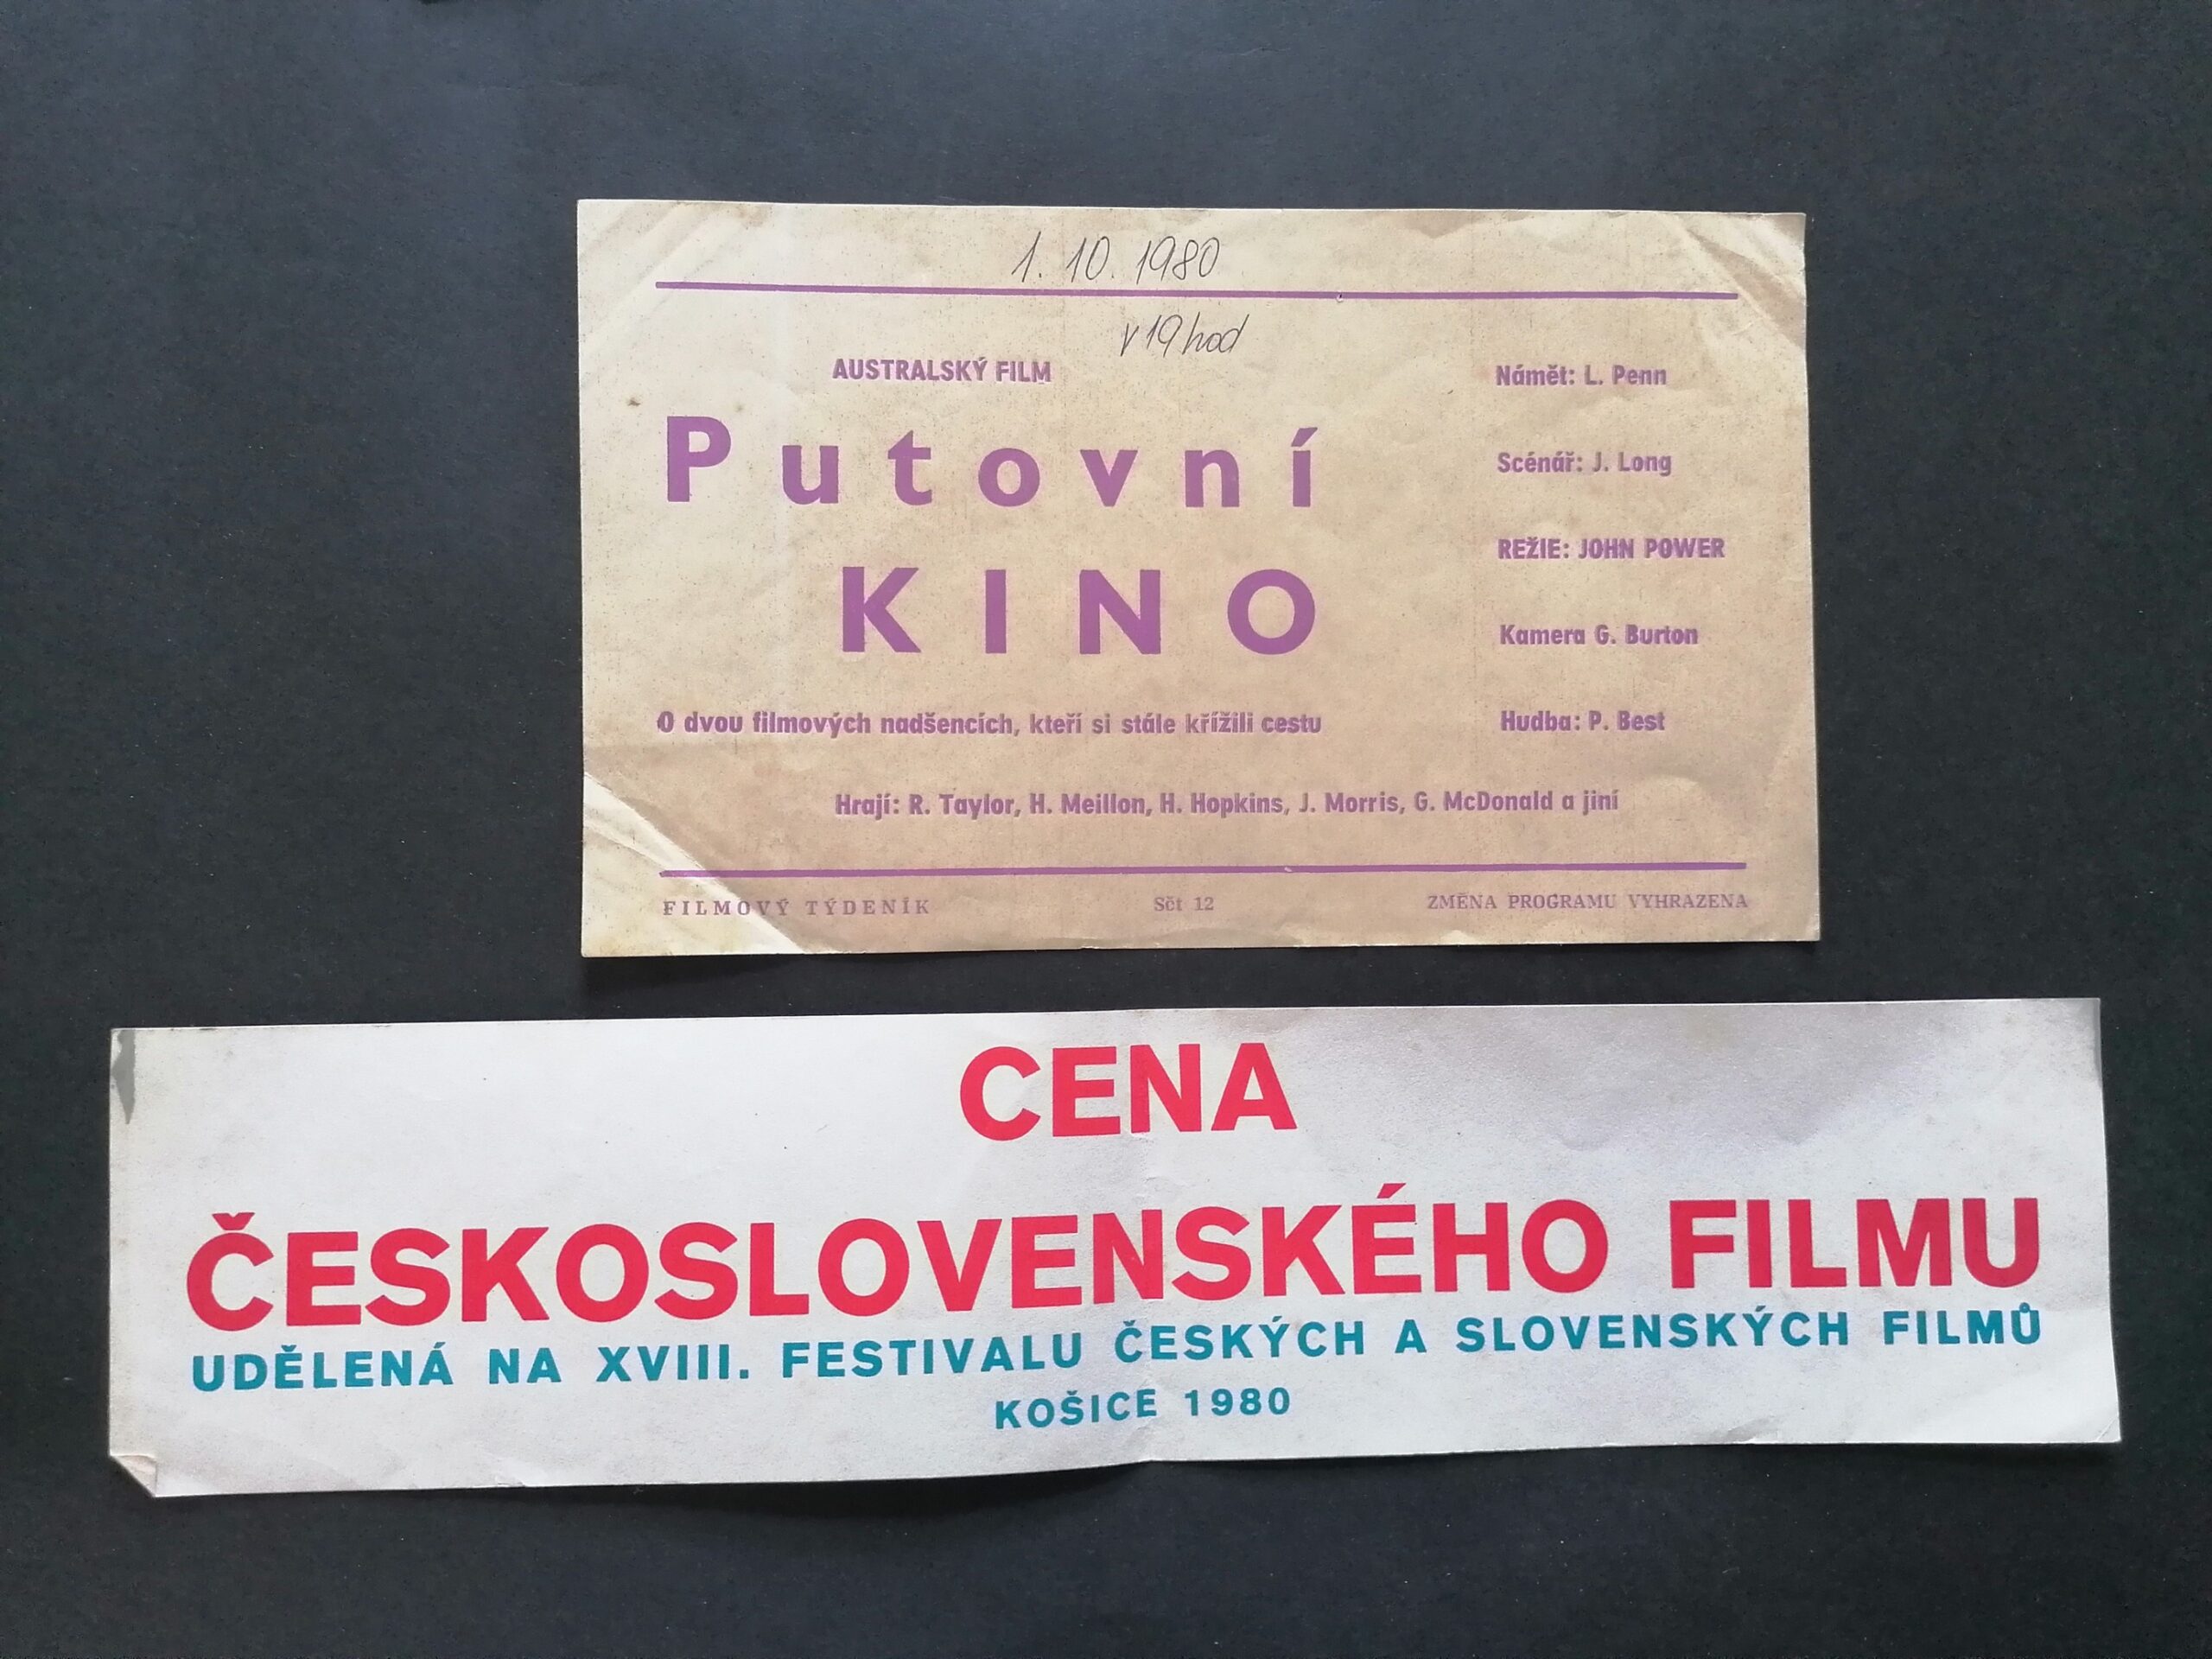 1. 10. 1980
v 19 hod
AUSTRALSKÝ FILM
Putovní
KINO
O dvou filmových nadšencích, kteří si stále křížili cestu
Námět: L. Penn
Scénář: J. Long
REŽIE: JOHN POWER
Kamera G. Burton
Hudba: P. Best
Hrají: R. Taylor, H. Meillon, H. Hopkins, J. Morris, G. McDonald a jiní
FILMOVÝ TÝDENÍK Sčt 12 ZMĚNA PROGRAMU VYHRAZENA
CENA
ČESKOSLOVENSKÉHO FILMU
UDĚLENÁ NA XVIII. FESTIVALU ČESKÝCH A SLOVENSKÝCH FILMŮ
KOŠICE 1980